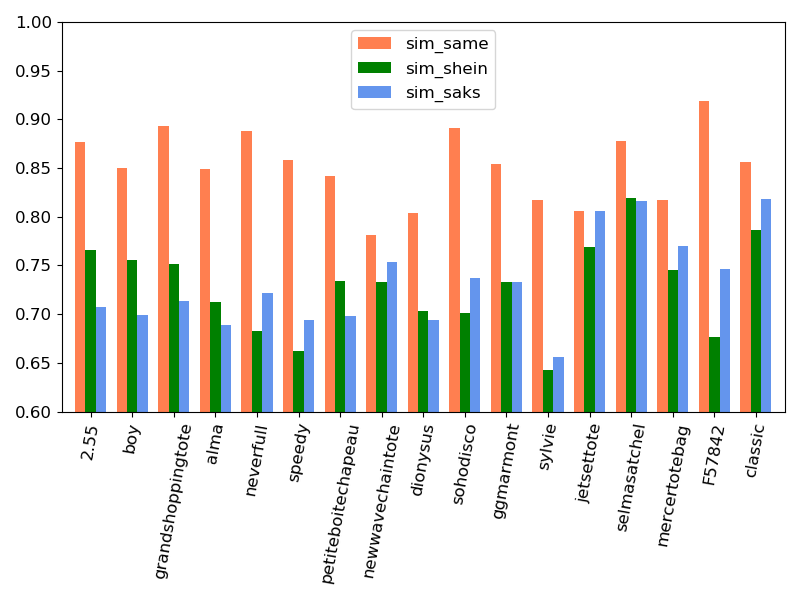 1.00
0.95
0.90
0.85
0.80
0.75
0.70
0.65
0.60
sim_same
sim_shein
sim_saks
2.55
boy
grandshoppingtote
alma
neverfull
speedy
petiteboitechapeau
newwavechaintote
dionysus
sohodisco
ggmarmont
sylvie
jetsettote
selmasatchel
mercertotebag
F57842
classic